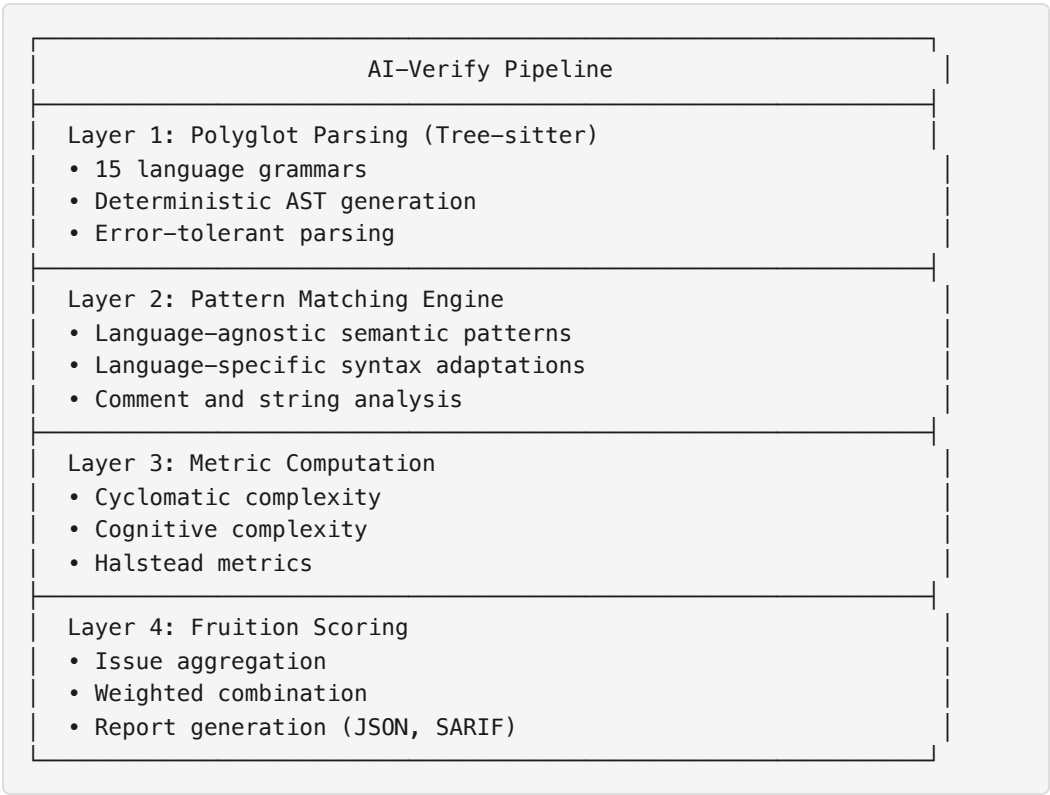 AI-Verify Pipeline
Layer 1: Polyglot Parsing (Tree-sitter)
• 15 language grammars
• Deterministic AST generation
• Error-tolerant parsing
Layer 2: Pattern Matching Engine
• Language-agnostic semantic patterns
• Language-specific syntax adaptations
• Comment and string analysis
Layer 3: Metric Computation
• Cyclomatic complexity
• Cognitive complexity
• Halstead metrics
Layer 4: Fruition Scoring
• Issue aggregation
• Weighted combination
• Report generation (JSON, SARIF)